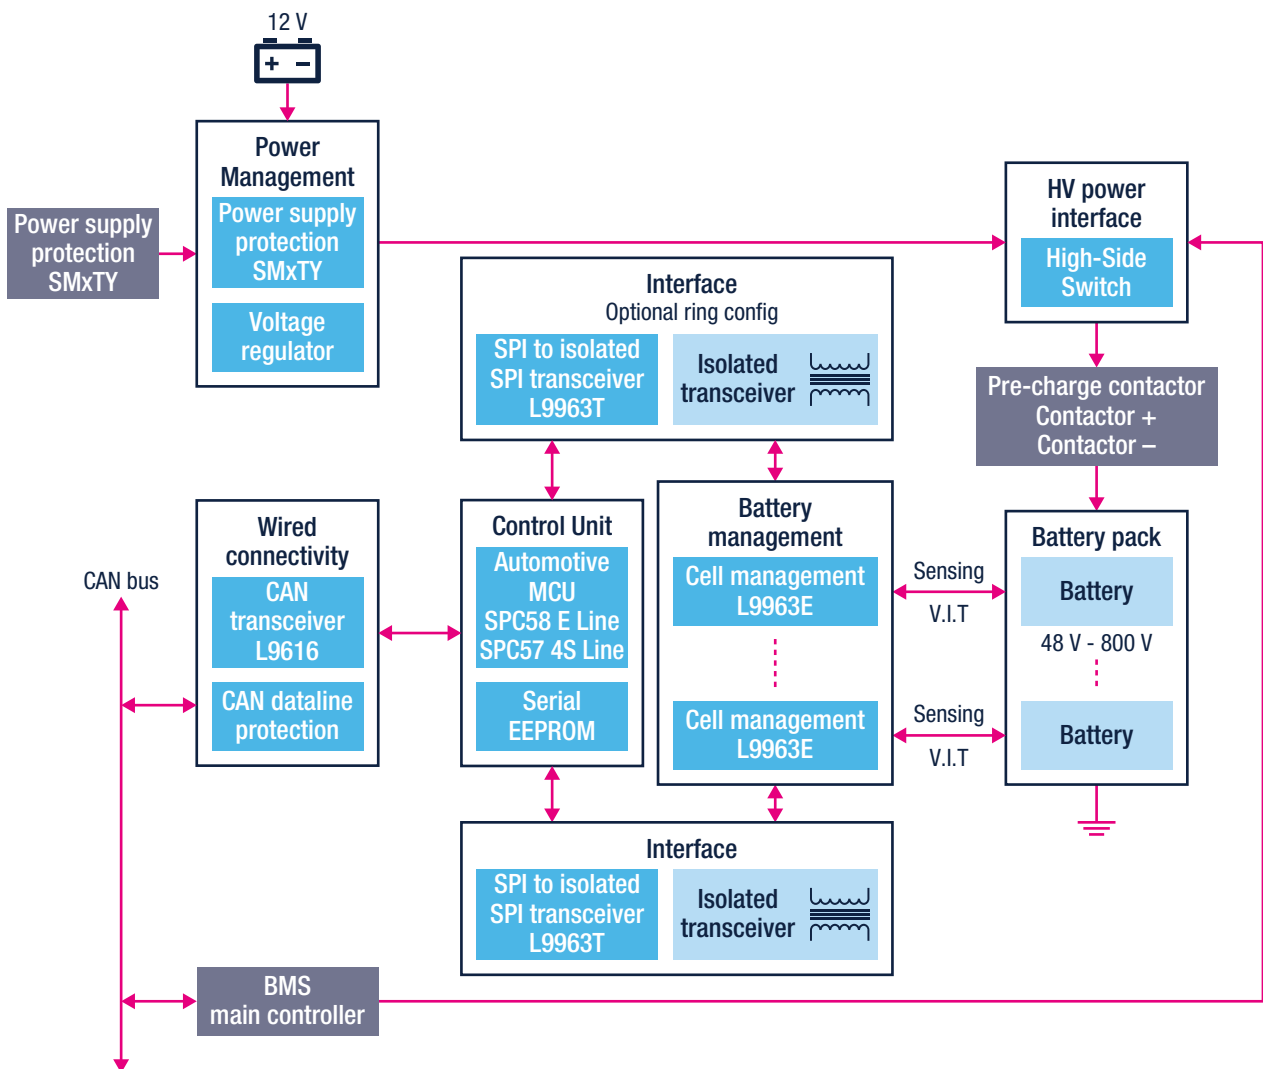 12 V
Power
Management
Power supply
protection
SMxTY
Voltage
regulator
Power supply
protection
SMxTY
HV power
interface
High-Side
Switch
Interface
Optional ring config
SPI to isolated
SPI transceiver
L9963T
Isolated
transceiver
Pre-charge contactor
Contactor +
Contactor –
Wired
connectivity
CAN
transceiver
L9616
CAN dataline
protection
CAN bus
Control Unit
Automotive
MCU
SPC58 E Line
SPC57 4S Line
Serial
EEPROM
Battery
management
Cell management
L9963E
Cell management
L9963E
Sensing
V.I.T
Sensing
V.I.T
Battery pack
Battery
48 V - 800 V
Battery
Interface
SPI to isolated
SPI transceiver
L9963T
Isolated
transceiver
BMS
main controller